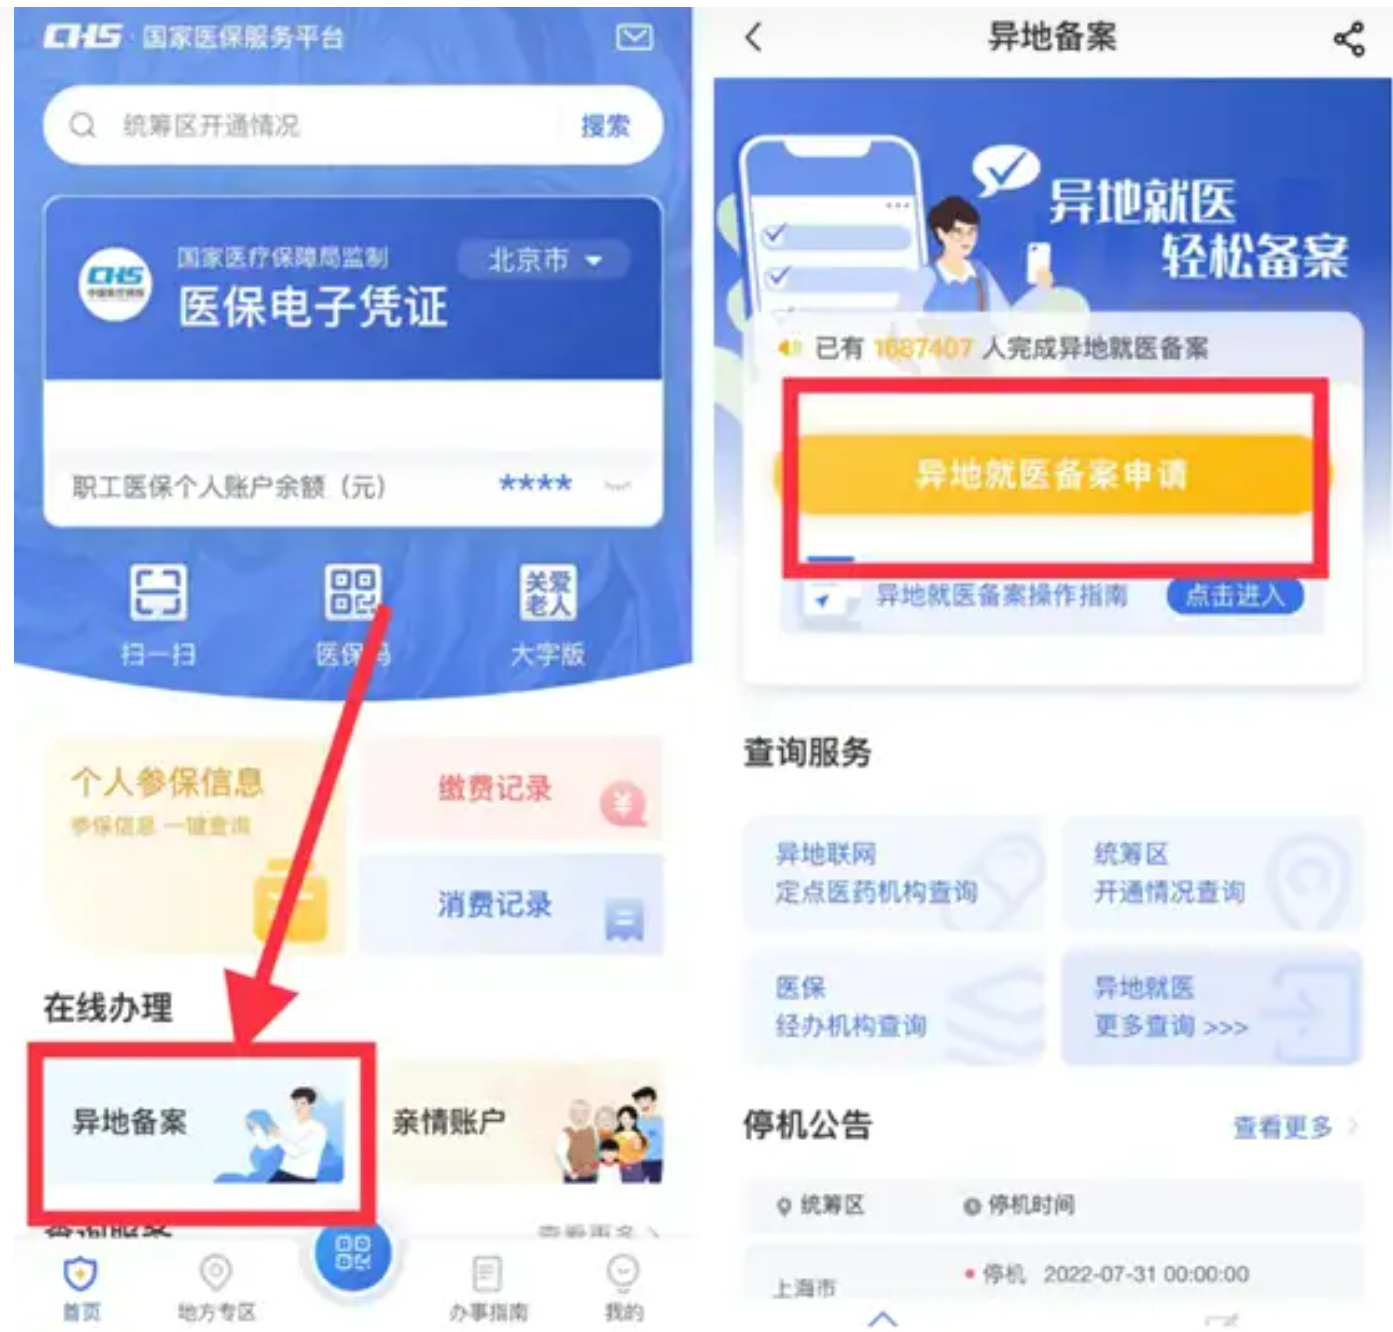 CHS · 国家医保服务平台
统筹区开通情况 搜索
国家医疗保障局监制
北京市
CHS
医保电子凭证
职工医保个人账户余额（元） ****
关爱
老人
扫一扫 医保码 大字版
个人参保信息
参保信息 一键查询
缴费记录
消费记录
在线办理
异地备案
亲情账户
查询服务 查看更多
首页 地方专区 办事指南 我的
异地备案
异地就医
轻松备案
已有 1687407 人完成异地就医备案
异地就医备案申请
异地就医备案操作指南 点击进入
查询服务
异地联网
定点医药机构查询
统筹区
开通情况查询
医保
经办机构查询
异地就医
更多查询 >>>
停机公告 查看更多
统筹区 停机时间
上海市
停机 2022-07-31 00:00:00